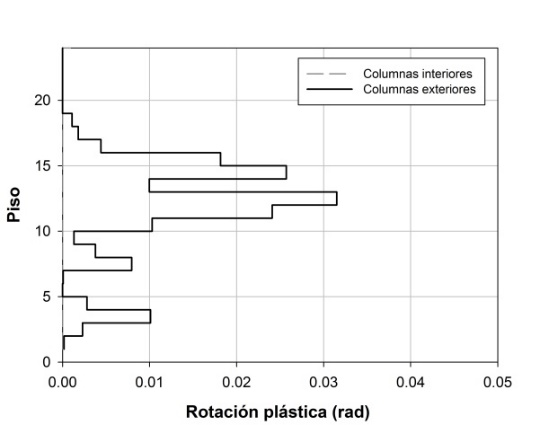 Columnas interiores
Columnas exteriores
20
15
10
5
0
Piso
0.00 0.01 0.02 0.03 0.04 0.05
Rotación plástica (rad)